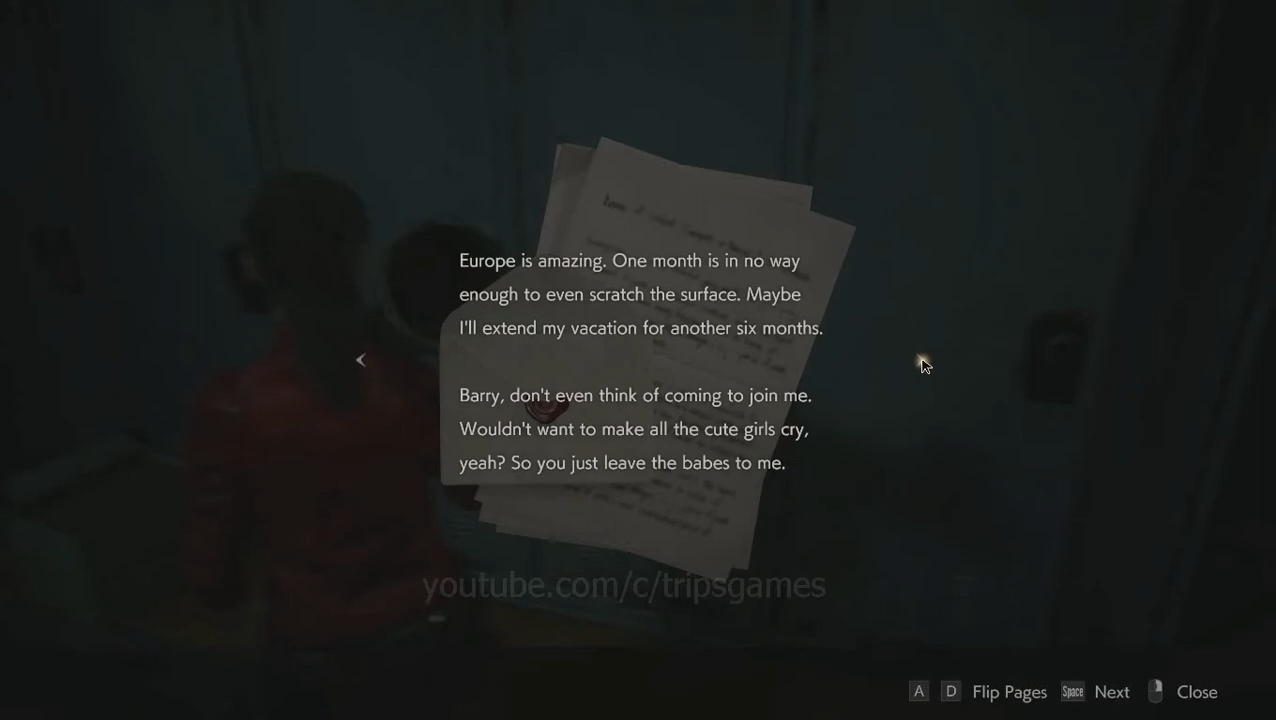 Europe is amazing. One month is in no way
enough to even scratch the surface. Maybe
I'll extend my vacation for another six months.
Barry, don't even think of coming to join me.
Wouldn't want to make all the cute girls cry,
yeah? So you just leave the babes to me.
youtube.com/c/tripsgames
A D Flip Pages Space Next Close